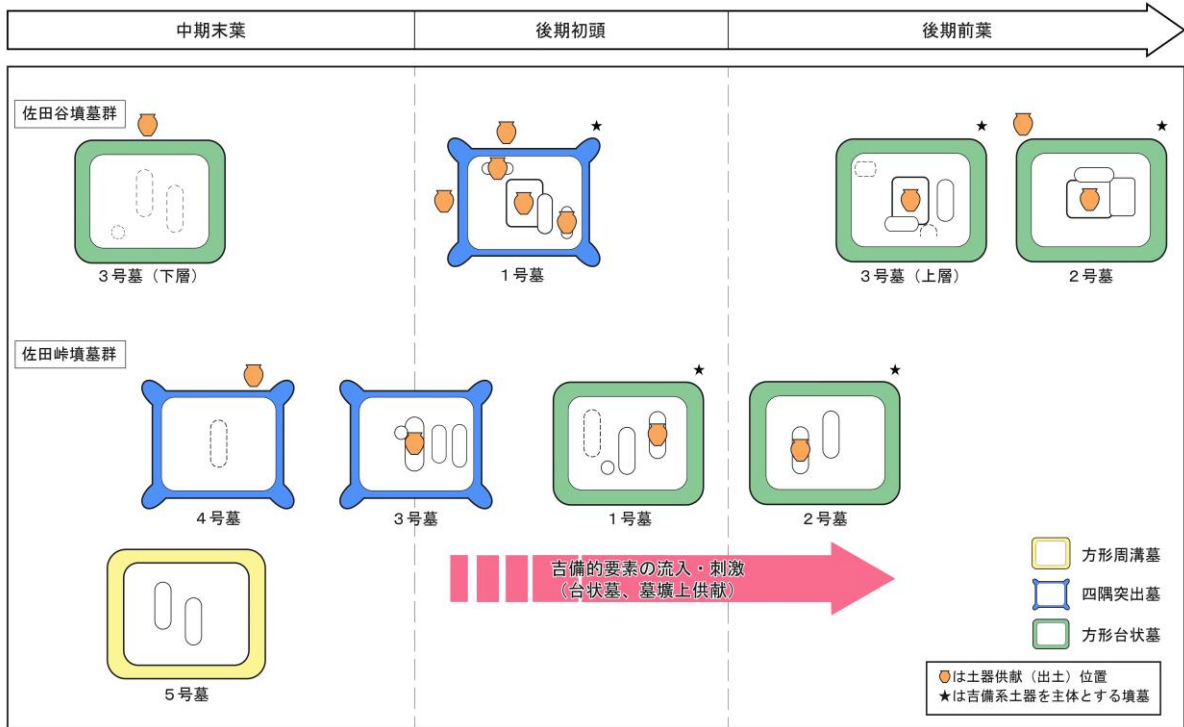 中期末葉
後期初頭
後期前葉
佐田谷墳墓群
★
★
★
3号墓(下層)
1号墓
3号墓(上層)
2号墓
佐田峠墳墓群
★
★
4号墓
3号墓
1号墓
2号墓
吉備的要素の流入・刺激
(台状墓、墓壙上供献)
5号墓
方形周溝墓
四隅突出墓
方形台状墓
は土器供献(出土)位置
★は吉備系土器を主体とする墳墓